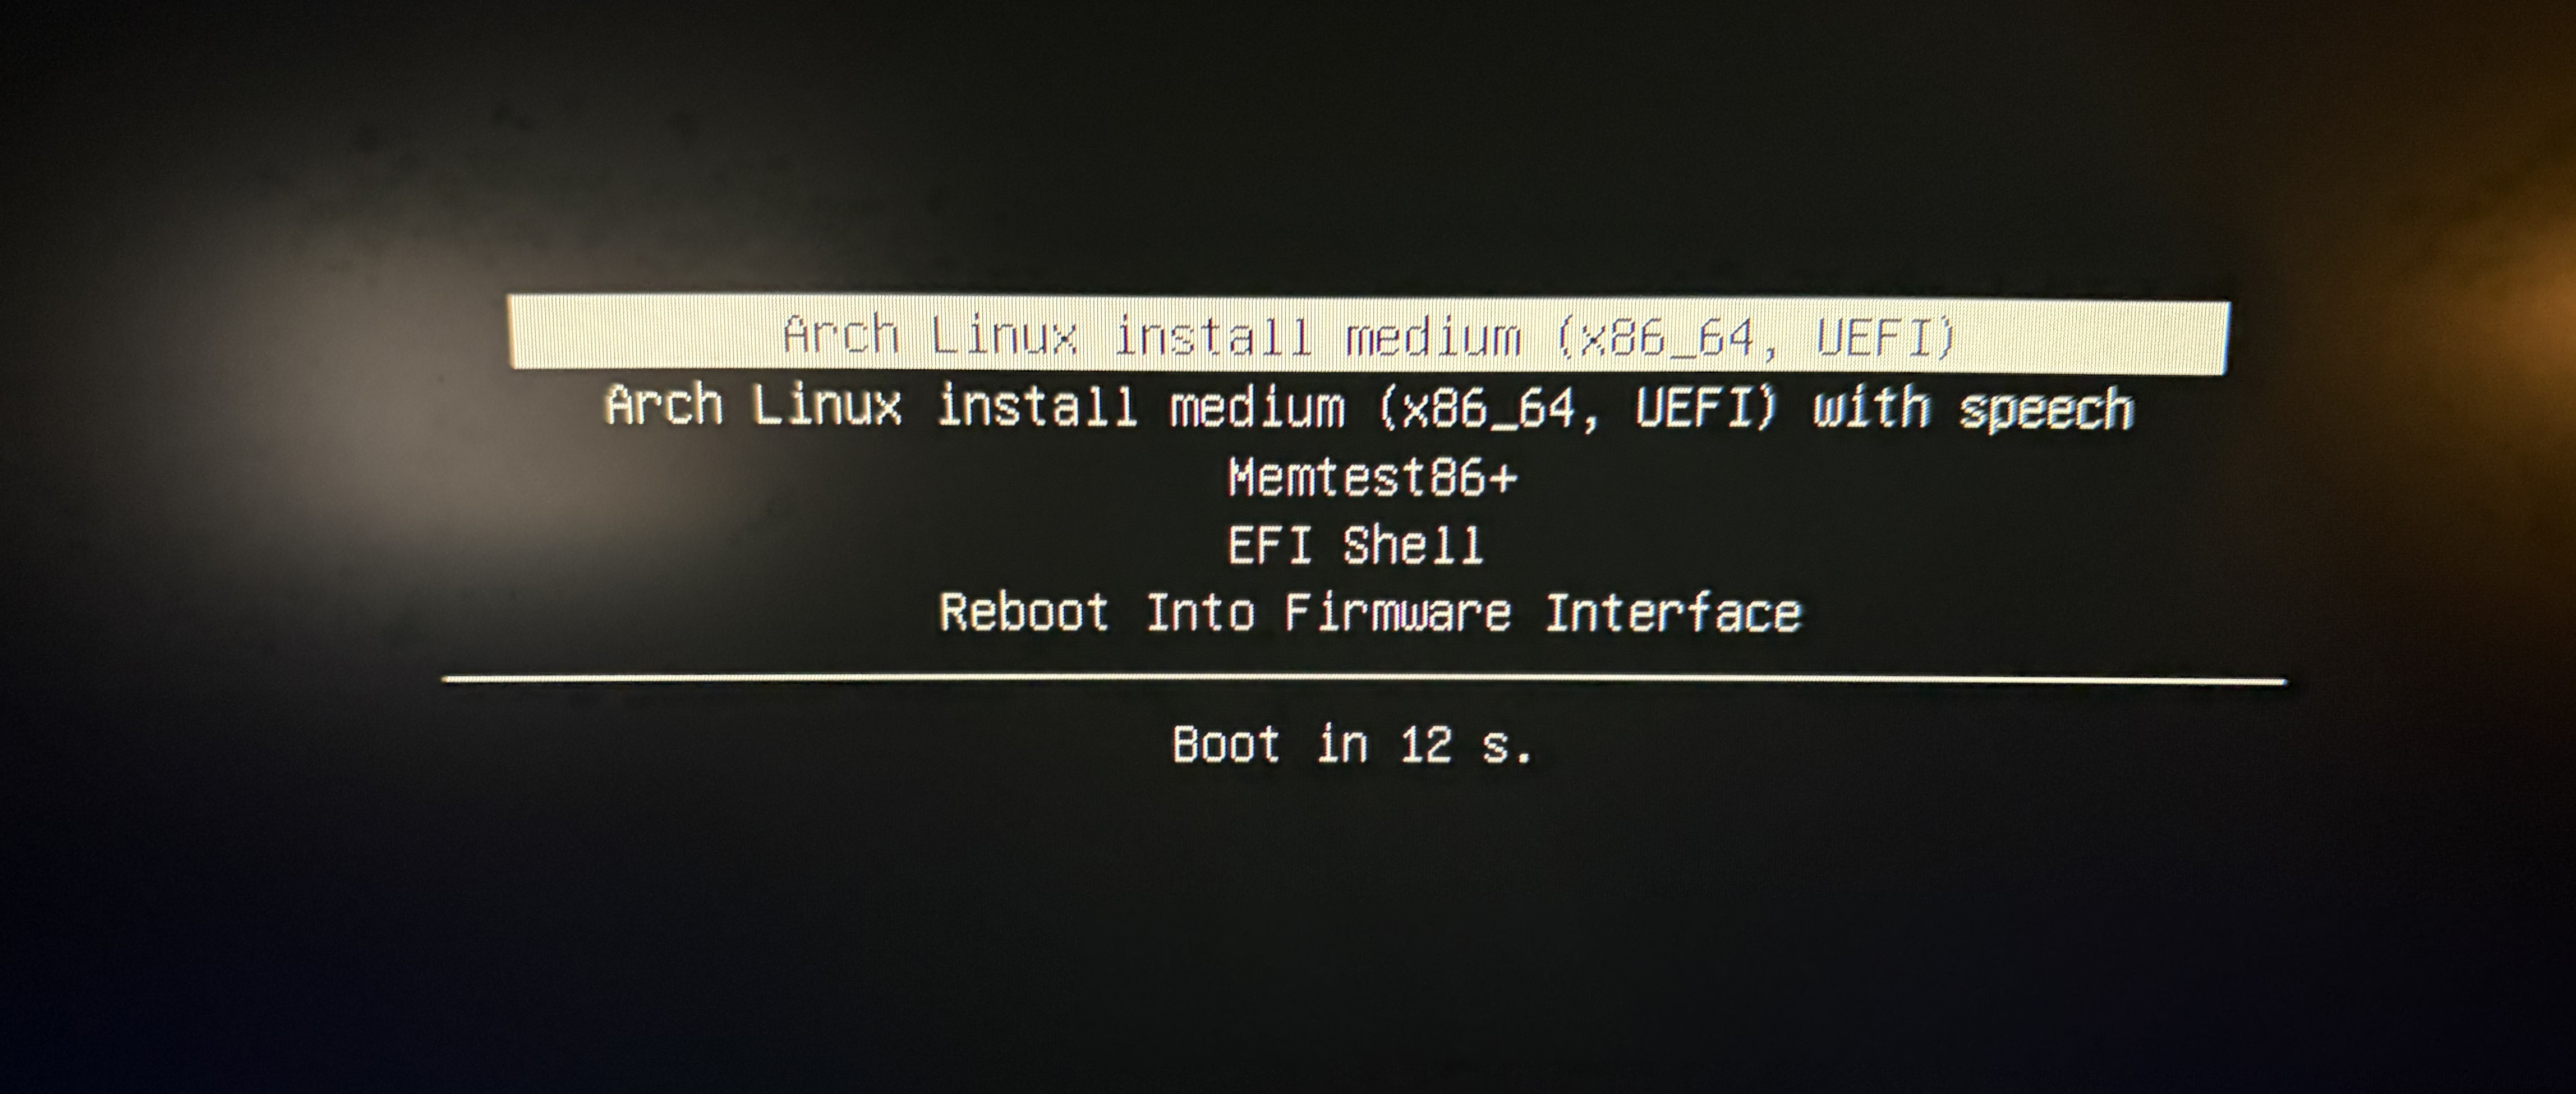 Arch Linux install medium (x86_64, UEFI)
Arch Linux install medium (x86_64, UEFI) with speech
Memtest86+
EFI Shell
Reboot Into Firmware Interface
Boot in 12 s.